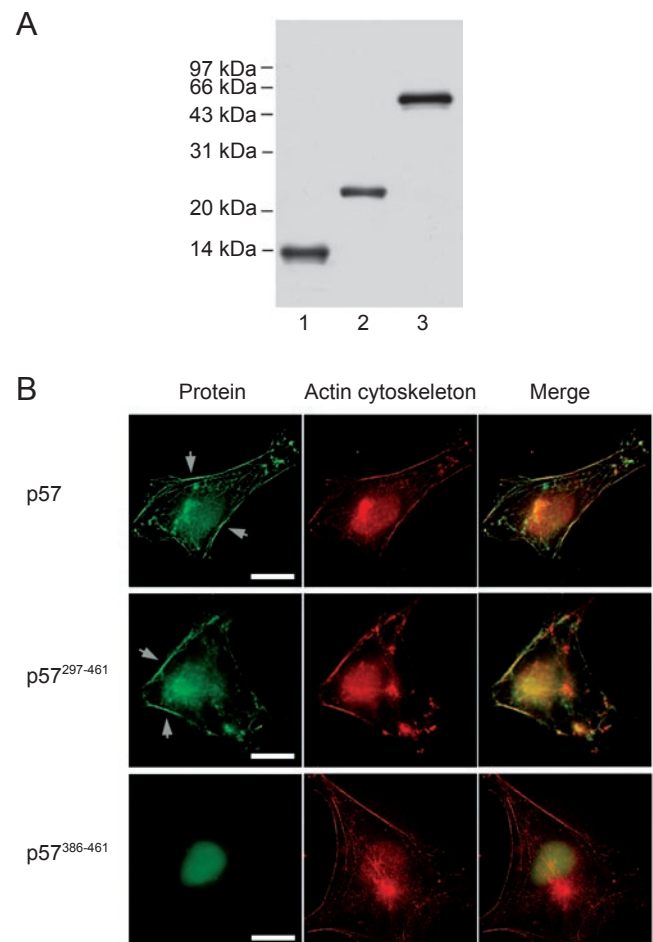 A
97 kDa
66 kDa
43 kDa
31 kDa
20 kDa
14 kDa
1 2 3
B
Protein Actin cytoskeleton Merge
p57
p57297-461
p57386-461